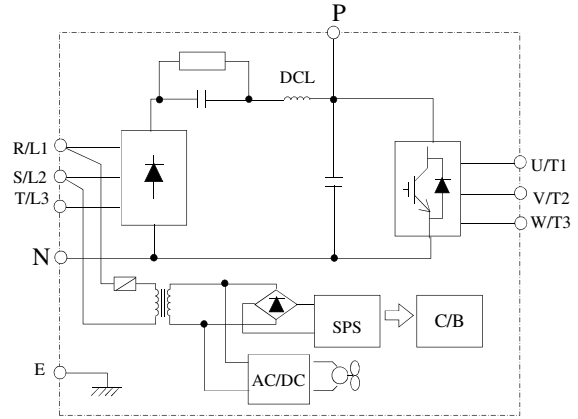 P
DCL
R/L1
S/L2
T/L3
U/T1
V/T2
W/T3
N
SPS
C/B
E
AC/DC